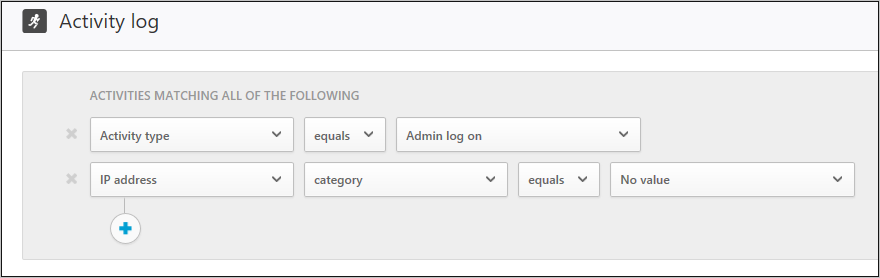 Activity log
ACTIVITIES MATCHING ALL OF THE FOLLOWING
Activity type equals Admin log on
IP address category equals No value